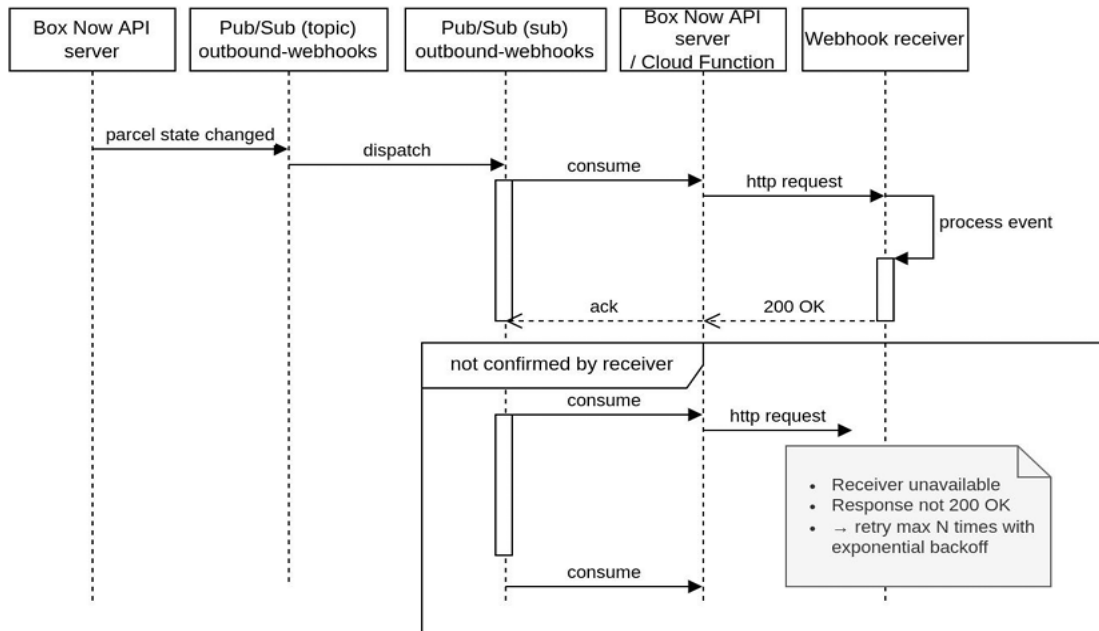 Box Now API
server
Pub/Sub (topic)
outbound-webhooks
Pub/Sub (sub)
outbound-webhooks
Box Now API
server
/ Cloud Function
Webhook receiver
parcel state changed
dispatch
consume
http request
process event
ack
200 OK
not confirmed by receiver
consume
http request
• Receiver unavailable
• Response not 200 OK
• → retry max N times with
exponential backoff
consume